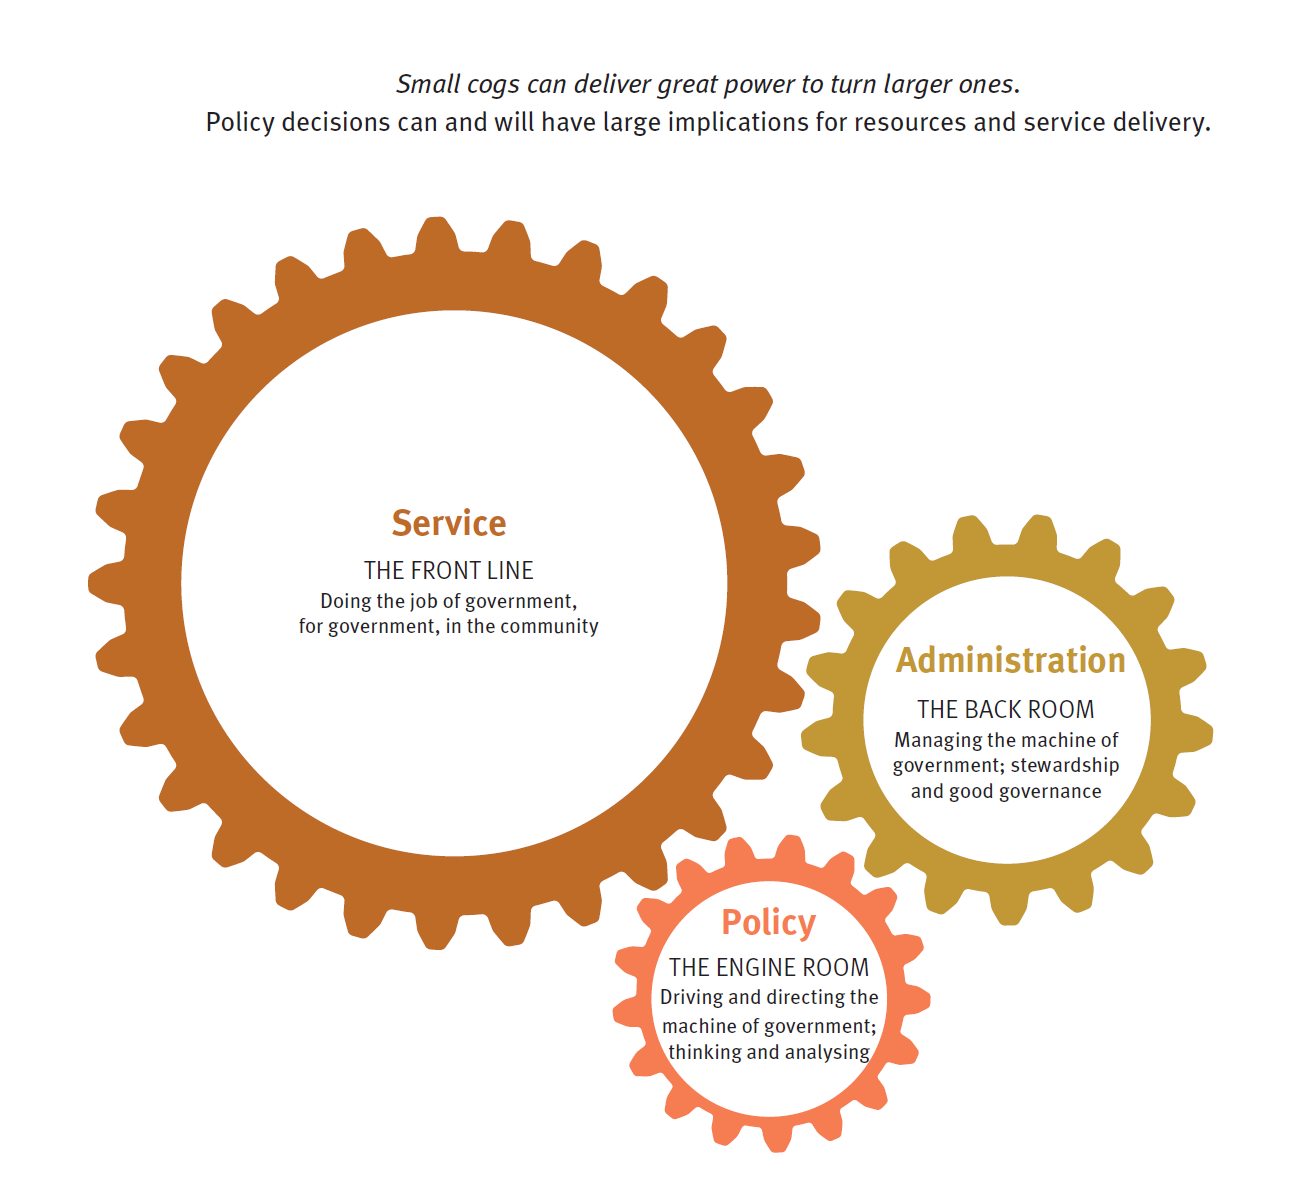 Small cogs can deliver great power to turn larger ones.
Policy decisions can and will have large implications for resources and service delivery.
Service
THE FRONT LINE
Doing the job of government,
for government, in the community
Administration
THE BACK ROOM
Managing the machine of
government; stewardship
and good governance
Policy
THE ENGINE ROOM
Driving and directing the
machine of government;
thinking and analysing